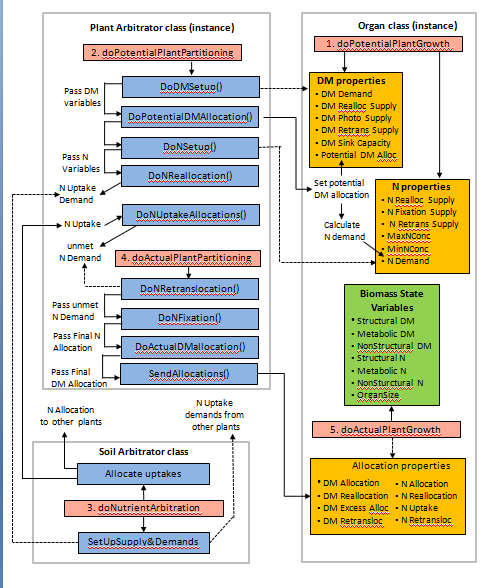 Plant Arbitrator class (instance)
2. doPotentialPlantPartitioning
Pass DM
variables
DoDMSetup()
DoPotentialDMAllocation()
DoNSetup()
Pass N
Variables
DoNReallocation()
N Uptake
Demand
N Uptake
DoNUptakeAllocations()
unmet
N Demand
4. doActualPlantPartitioning
DoNRetranslocation()
Pass unmet
N Demand
DoNFixation()
Pass Final N
Allocation
DoActualDMallocation()
Pass Final
DM Allocation
SendAllocations()
N Allocation
to other plants
N Uptake
demands from
other plants
Soil Arbitrator class
Allocate uptakes
3. doNutrientArbitration
SetUpSupply&Demands
Organ class (instance)
1. doPotentialPlantGrowth
DM properties
• DM Demand
• DM Realloc Supply
• DM Photo Supply
• DM Retrans Supply
• DM Sink Capacity
• Potential DM Alloc
Set potential
DM allocation
Calculate
N demand
N properties
• N Realloc Supply
• N Fixation Supply
• N Retrans Supply
• MaxNConc
• MinNConc
• N Demand
Biomass State
Variables
• Structural DM
• Metabolic DM
• NonStructural DM
• Structural N
• Metabolic N
• NonSturctural N
• OreanSize
5. doActualPlantGrowth
Allocation properties
• DM Allocation
• DM Reallocation
• DM Excess Alloc
• DM Retransloc
• N Allocation
• N Reallocation
• N Uptake
• N Retransloc